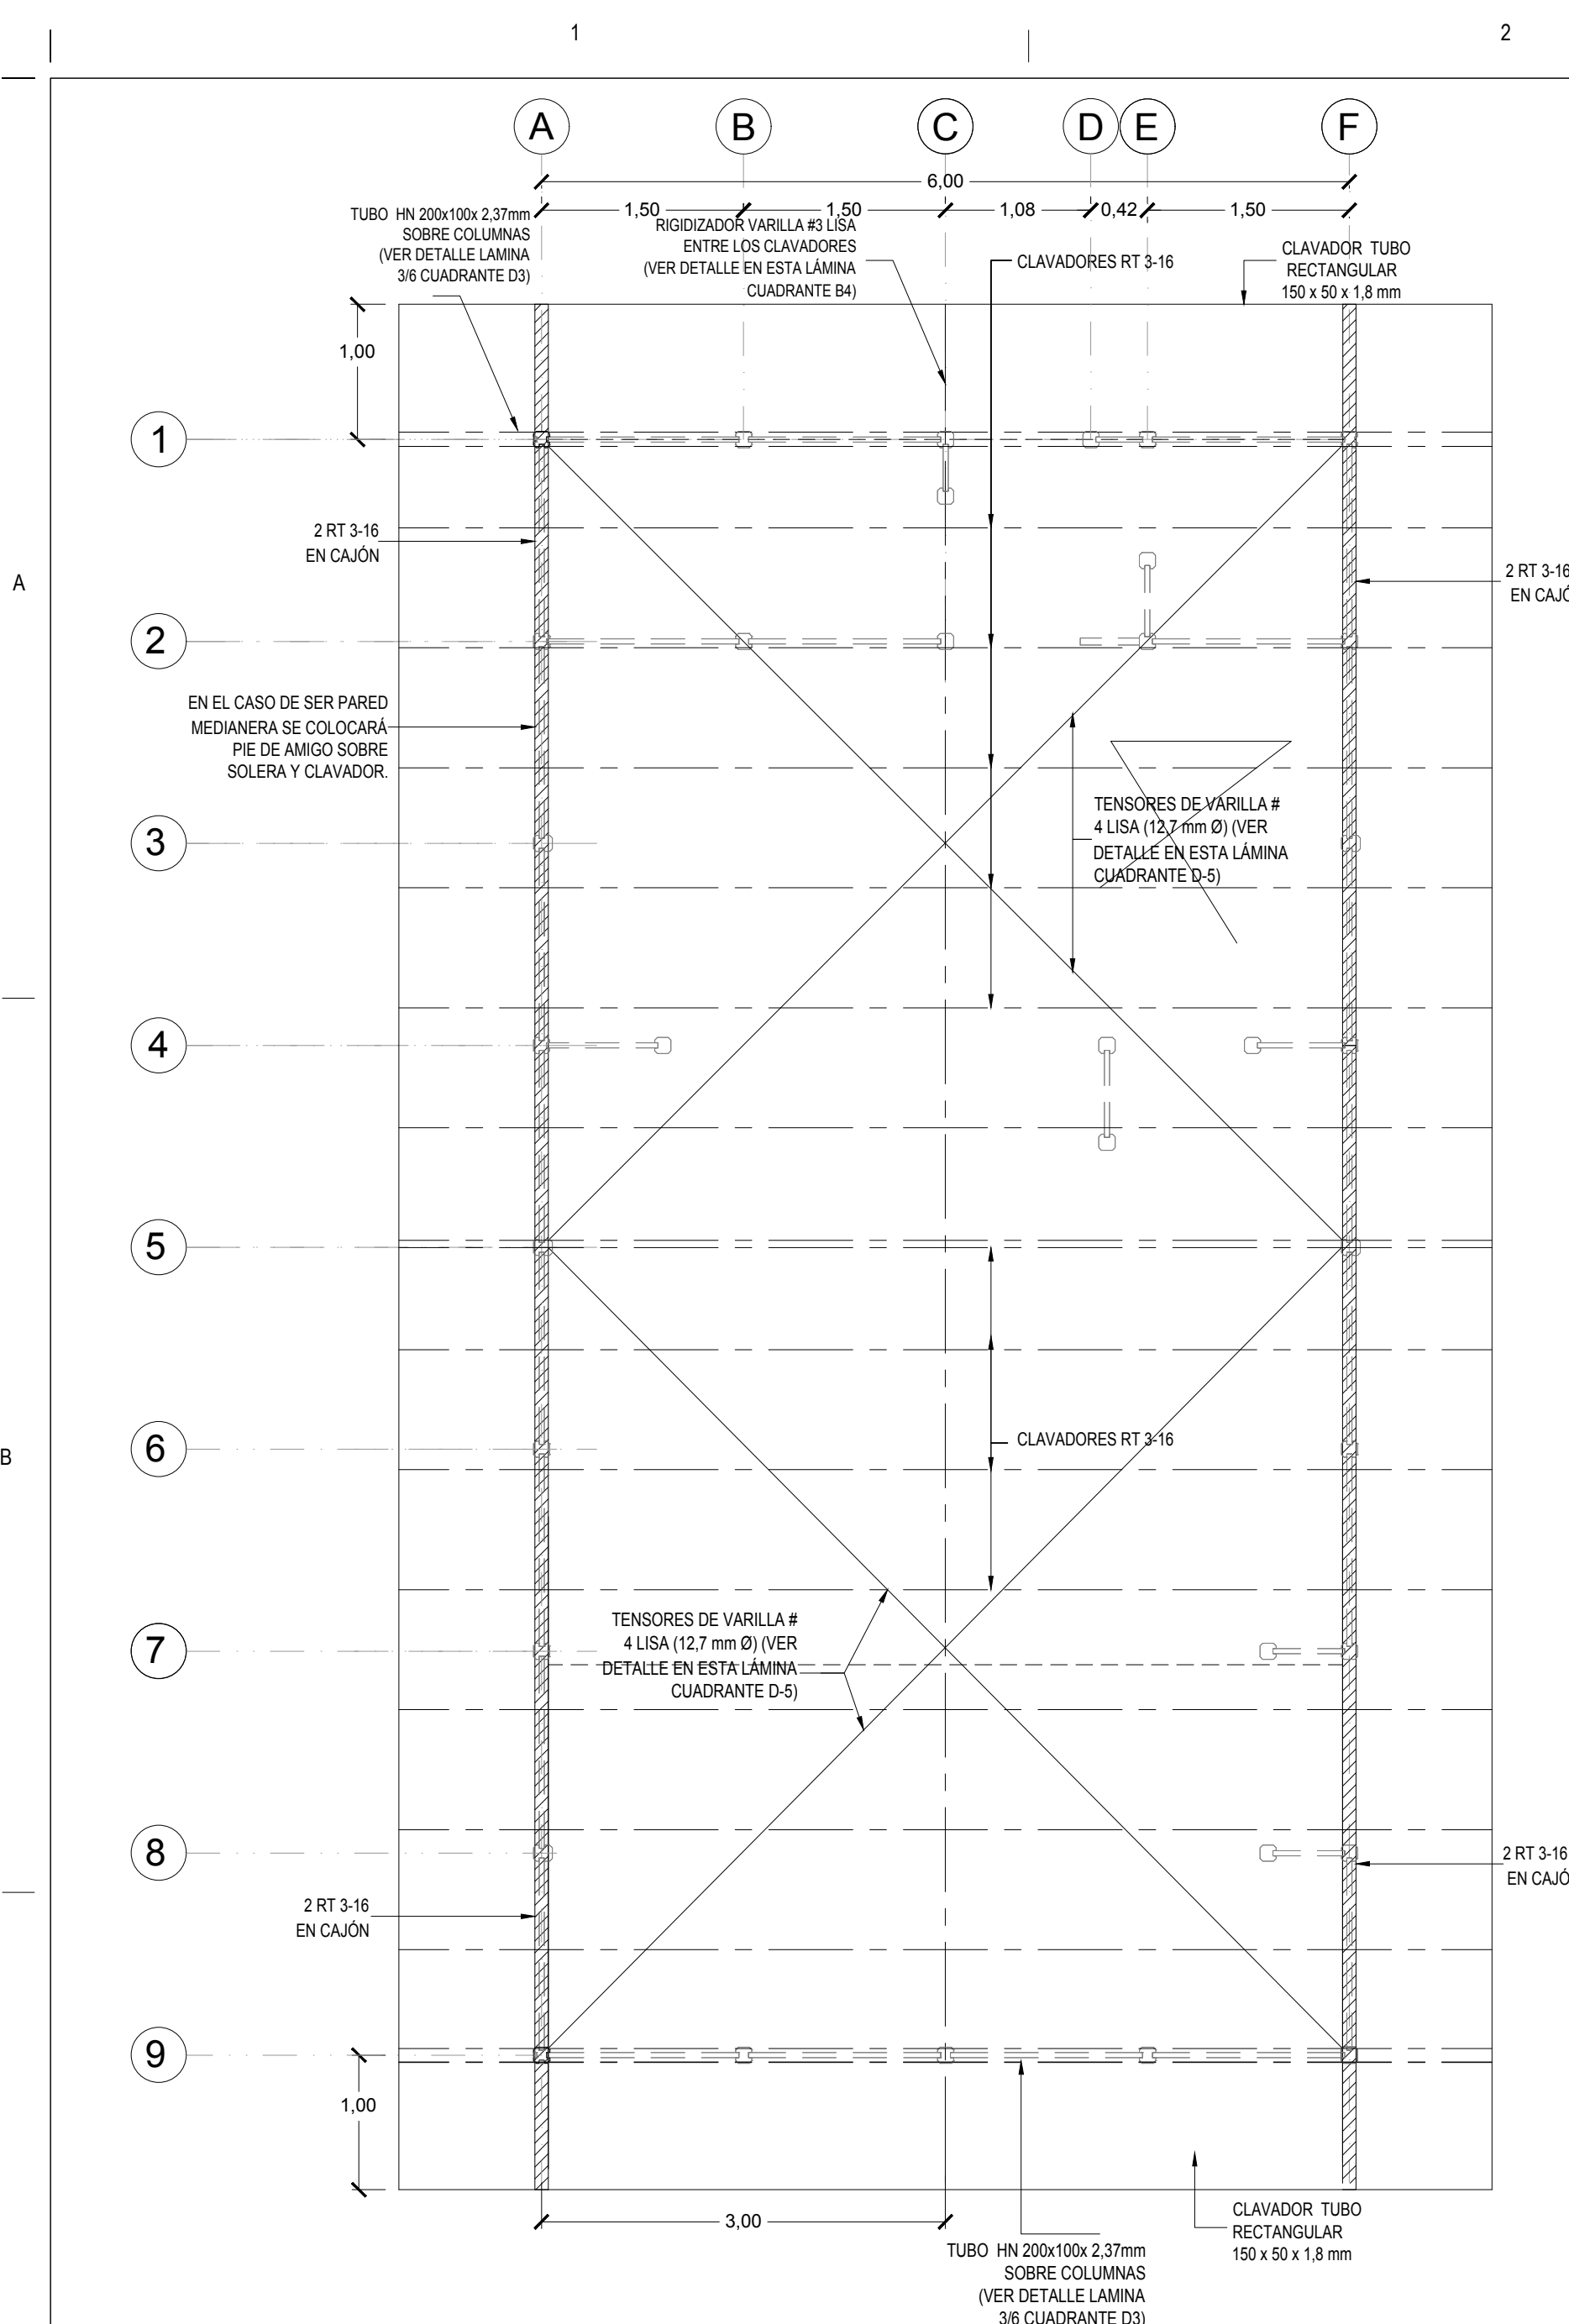 1
2
A
B
C
D
E
F
6,00
1,50
1,50
1,08
0,42
1,50
TUBO HN 200x100x 2,37mm
SOBRE COLUMNAS
(VER DETALLE LAMINA
3/6 CUADRANTE D3)
RIGIDIZADOR VARILLA #3 LISA
ENTRE LOS CLAVADORES
(VER DETALLE EN ESTA LÁMINA
CUADRANTE B4)
CLAVADORES RT 3-16
CLAVADOR TUBO
RECTANGULAR
150 x 50 x 1,8 mm
1,00
1
2 RT 3-16
EN CAJÓN
A
2 RT 3-16
EN CAJÓ
2
EN EL CASO DE SER PARED
MEDIANERA SE COLOCARÁ
PIE DE AMIGO SOBRE
SOLERA Y CLAVADOR.
TENSORES DE VARILLA #
4 LISA (12,7 mm Ø) (VER
DETALLE EN ESTA LÁMINA
CUADRANTE D-5)
3
4
5
CLAVADORES RT 3-16
6
B
TENSORES DE VARILLA #
4 LISA (12,7 mm Ø) (VER
DETALLE EN ESTA LÁMINA
CUADRANTE D-5)
7
8
2 RT 3-16
EN CAJÓ
2 RT 3-16
EN CAJÓN
9
1,00
3,00
CLAVADOR TUBO
RECTANGULAR
150 x 50 x 1,8 mm
TUBO HN 200x100x 2,37mm
SOBRE COLUMNAS
(VER DETALLE LAMINA
3/6 CUADRANTE D3)